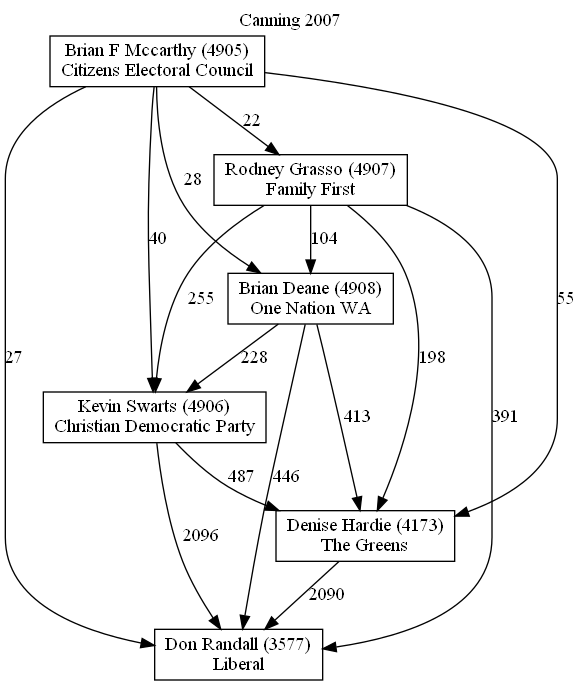 Canning 2007
Brian F Mccarthy (4905)
Citizens Electoral Council
22
Rodney Grasso (4907)
Family First
28
40
104
Brian Deane (4908)
One Nation WA
255
55
27
228
198
Kevin Swarts (4906)
Christian Democratic Party
413
391
487
446
Denise Hardie (4173)
The Greens
2096
2090
Don Randall (3577)
Liberal